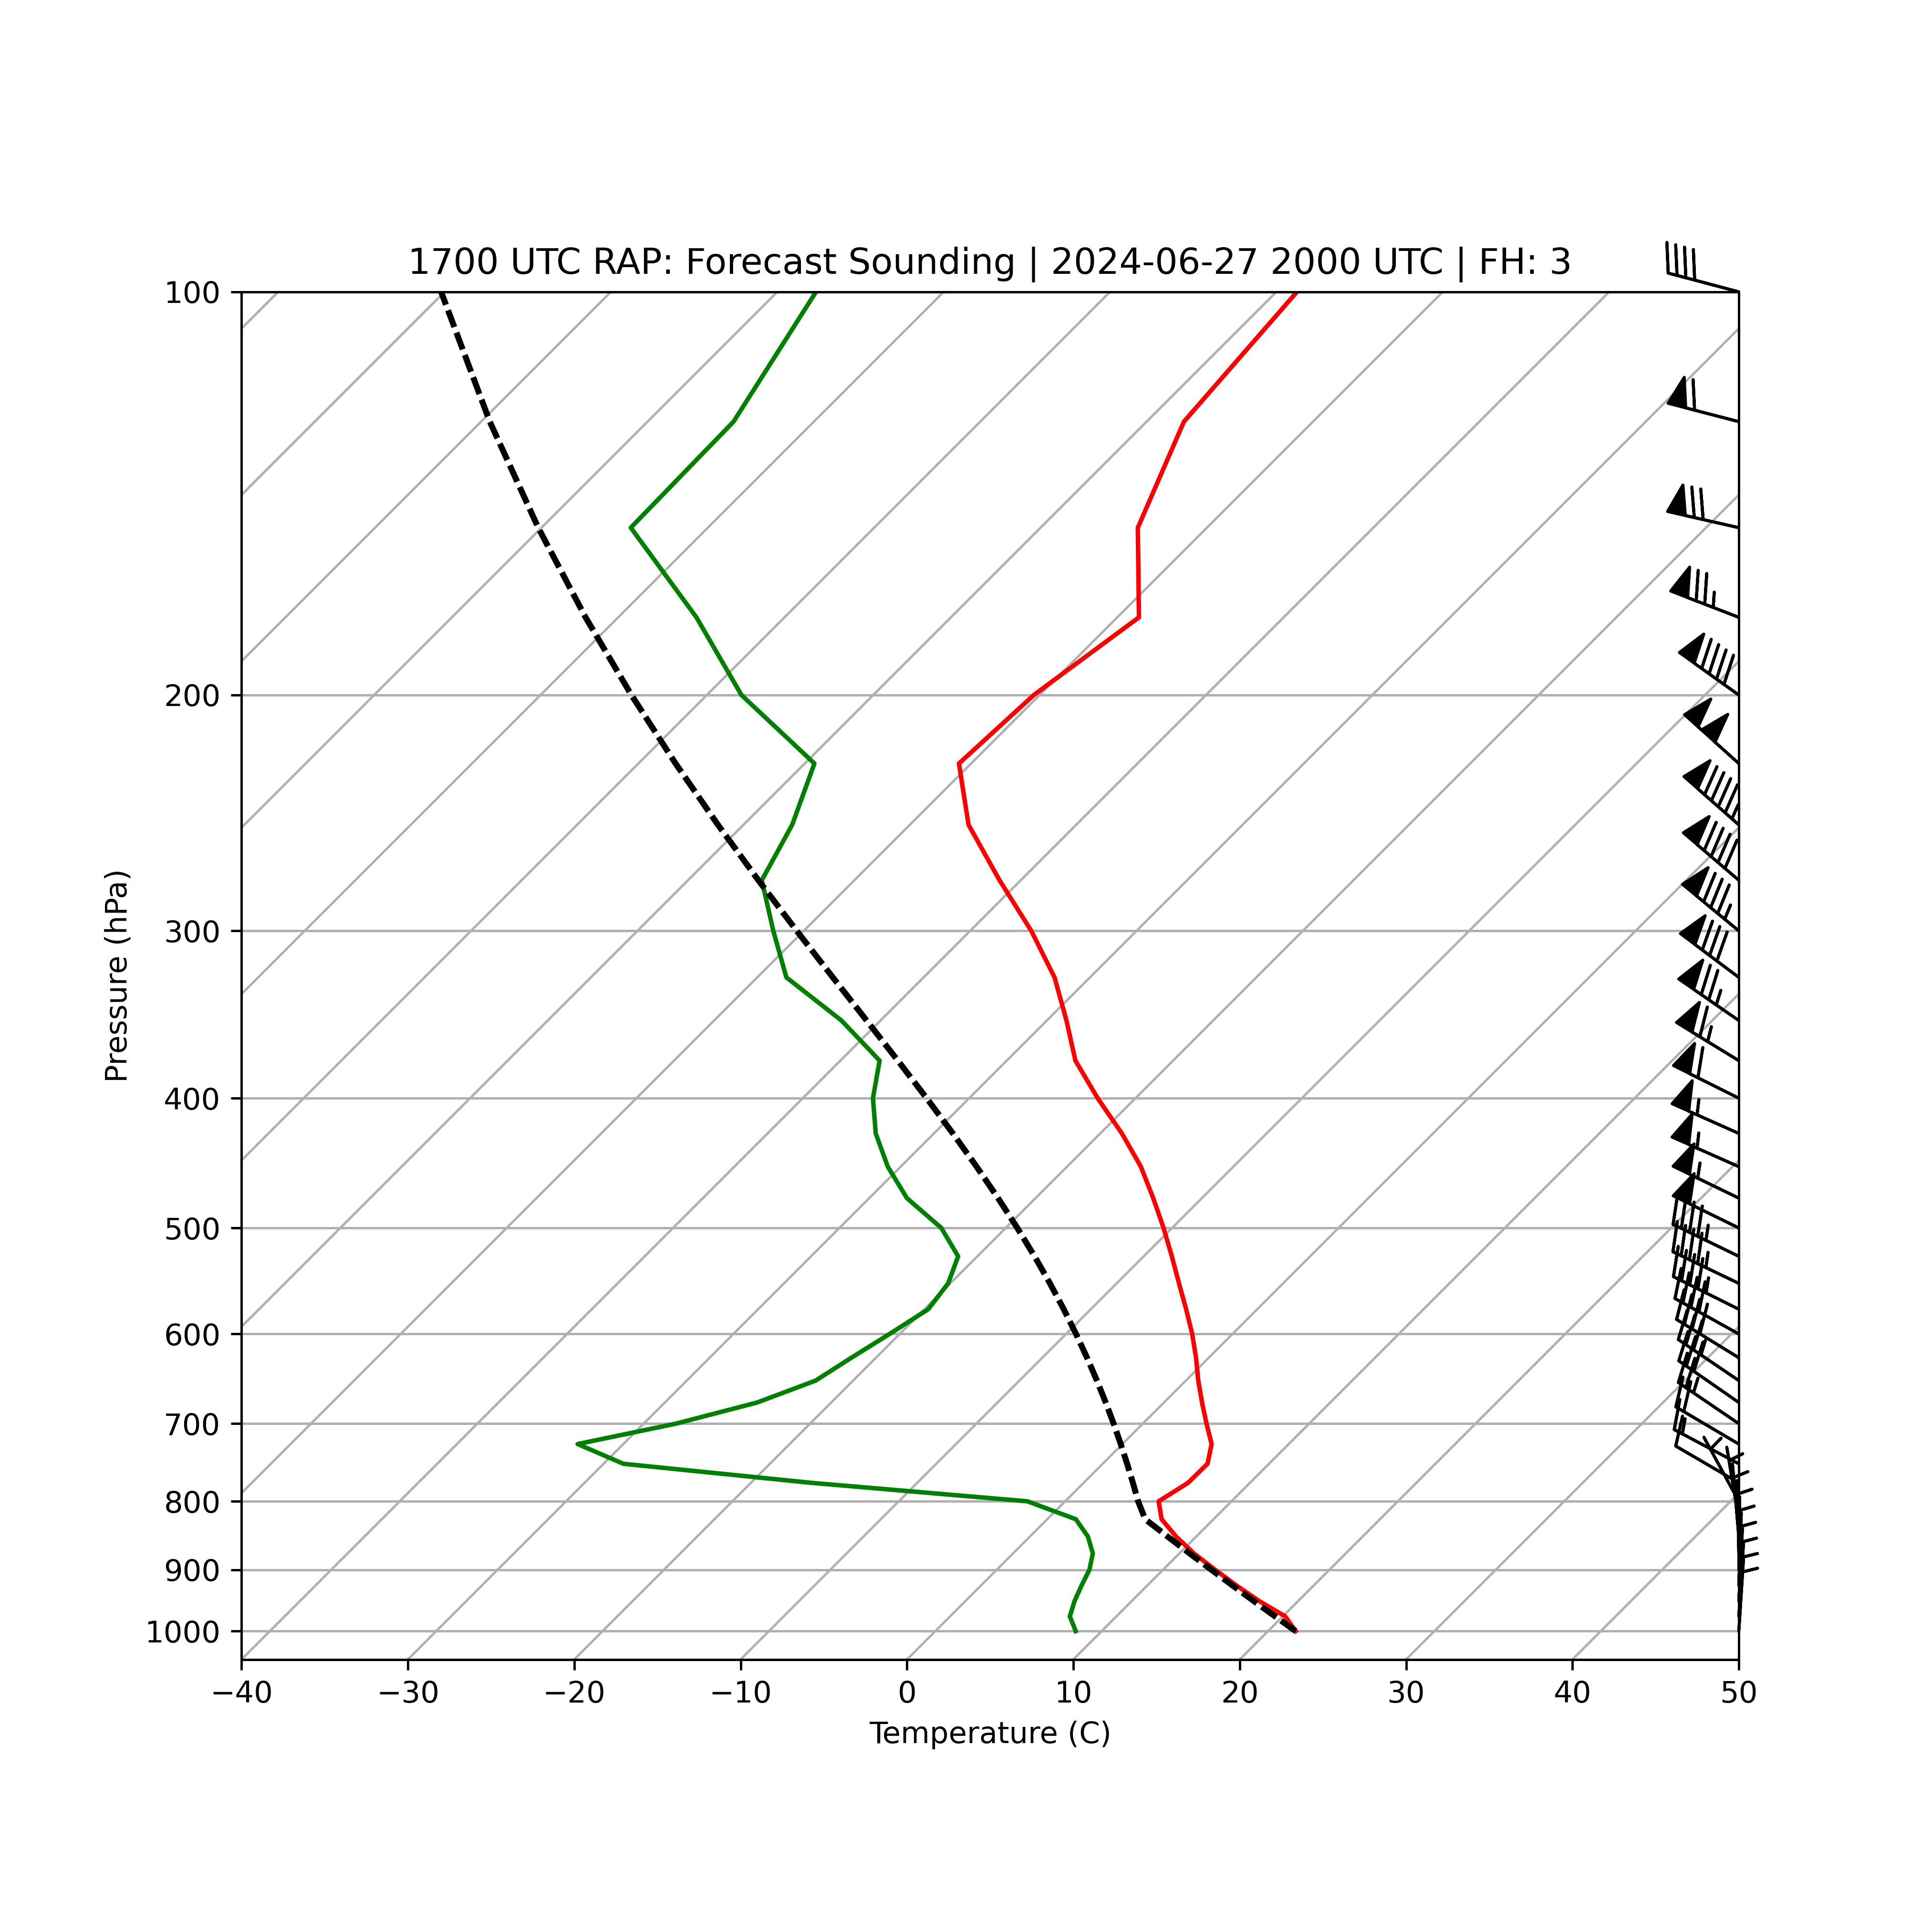 1700 UTC RAP: Forecast Sounding | 2024-06-27 2000 UTC | FH: 3
100
200
300
400
500
600
700
800
900
1000
Pressure (hPa)
−40 −30 −20 −10 0 10 20 30 40 50
Temperature (C)